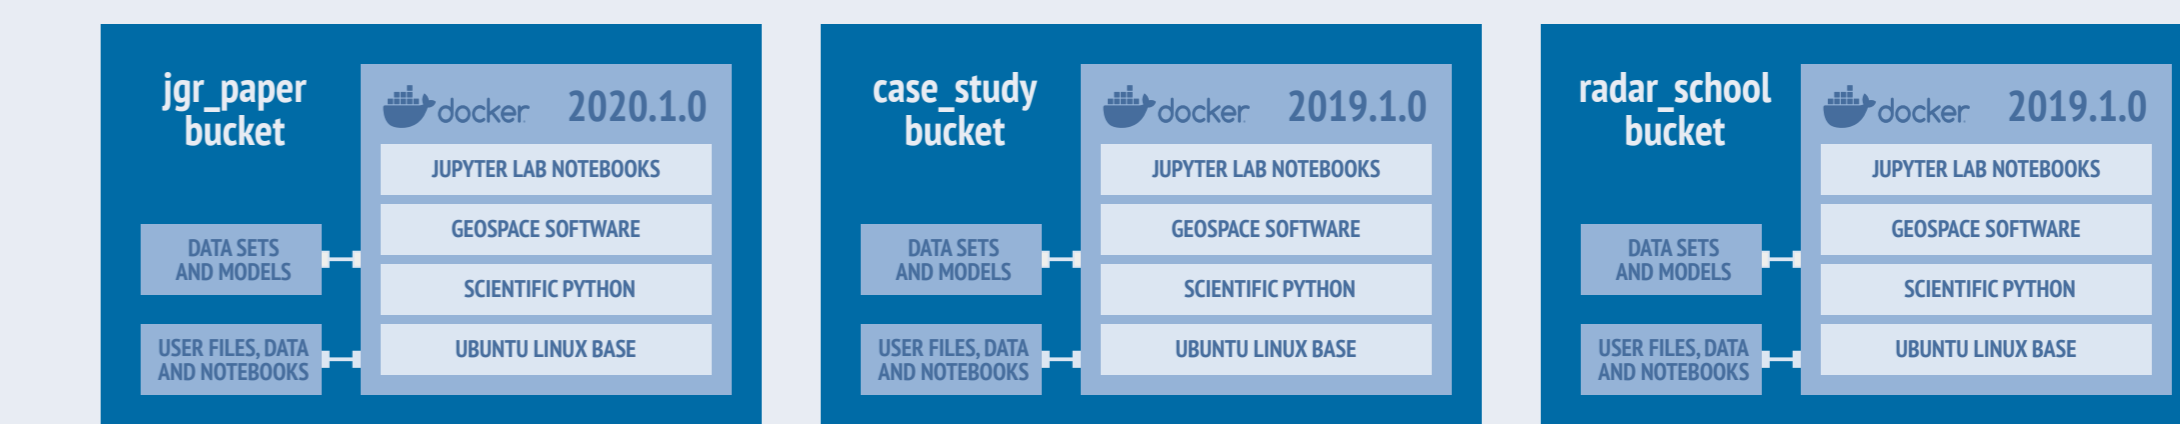 jgr_paper
bucket
docker 2020.1.0
JUPYTER LAB NOTEBOOKS
GEOSPACE SOFTWARE
SCIENTIFIC PYTHON
UBUNTU LINUX BASE
DATA SETS
AND MODELS
USER FILES, DATA
AND NOTEBOOKS
case_study
bucket
docker 2019.1.0
JUPYTER LAB NOTEBOOKS
GEOSPACE SOFTWARE
SCIENTIFIC PYTHON
UBUNTU LINUX BASE
DATA SETS
AND MODELS
USER FILES, DATA
AND NOTEBOOKS
radar_school
bucket
docker 2019.1.0
JUPYTER LAB NOTEBOOKS
GEOSPACE SOFTWARE
SCIENTIFIC PYTHON
UBUNTU LINUX BASE
DATA SETS
AND MODELS
USER FILES, DATA
AND NOTEBOOKS